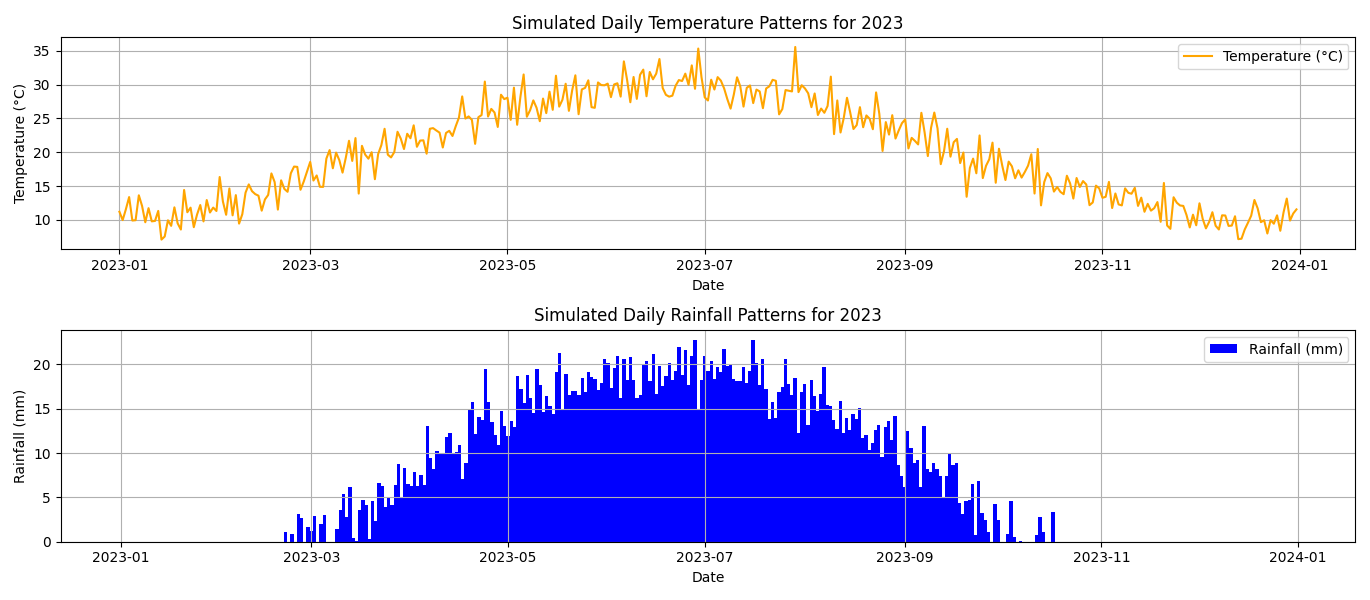 Simulated Daily Temperature Patterns for 2023
Temperature (°C)
35
30
25
20
15
10
Temperature (°C)
2023-01 2023-03 2023-05 2023-07 2023-09 2023-11 2024-01
Date
Simulated Daily Rainfall Patterns for 2023
Rainfall (mm)
20
15
10
5
0
Rainfall (mm)
2023-01 2023-03 2023-05 2023-07 2023-09 2023-11 2024-01
Date